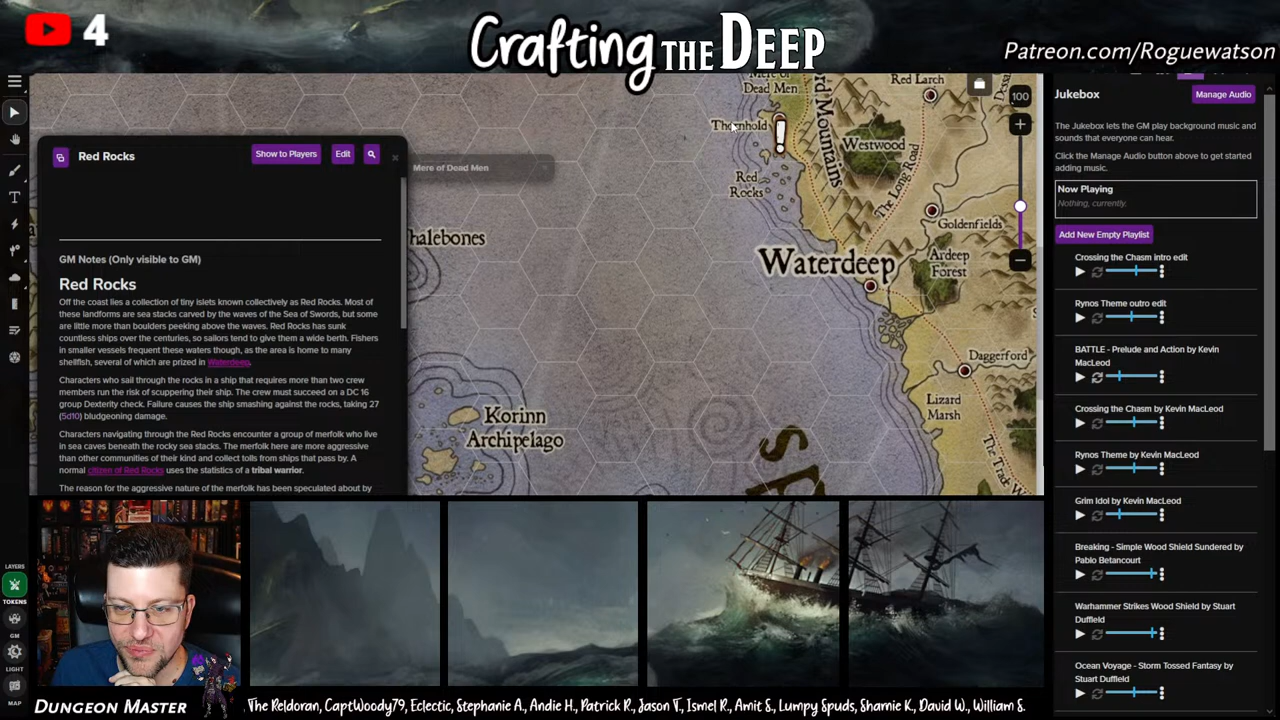 4
Crafting THE DEEP
Patreon.com/Roguewatson
Red Rocks
Show to Players
Edit
GM Notes (Only visible to GM)
Red Rocks
Off the coast lies a collection of tiny islets known collectively as Red Rocks. Most of
these landforms are sea stacks carved by the waves of the Sea of Swords, but some
are little more than boulders peeking above the waves. Red Rocks has sunk
countless ships over the centuries, so sailors tend to give them a wide berth. Fishers
in smaller vessels frequent these waters though, as the area is home to many
shellfish, several of which are prized in Waterdeep.
Characters who sail through the rocks in a ship that requires more than two crew
members run the risk of scuppering their ship. The crew must succeed on a DC 16
group Dexterity check. Failure causes the ship smashing against the rocks, taking 27
(5d10) bludgeoning damage.
Characters navigating through the Red Rocks encounter a group of merfolk who live
in sea caves beneath the rocky sea stacks. The merfolk here are more aggressive
than other communities of their kind and collect tolls from ships that pass by. A
normal citizen of Red Rocks uses the statistics of a tribal warrior.
The reason for the aggressive nature of the merfolk has been speculated about by
Mere of Dead Men
Mere of
Dead Men
Thornhold
Red
Rocks
Mountains
Westwood
Red Larch
The Long Road
Goldenfields
Ardeep
Forest
Waterdeep
Daggerford
Lizard
Marsh
halebones
Korinn
Archipelago
100
Jukebox
Manage Audio
The Jukebox lets the GM play background music and
sounds that everyone can hear.
Click the Manage Audio button above to get started
adding music.
Now Playing
Nothing, currently.
Add New Empty Playlist
Crossing the Chasm intro edit
Rynos Theme outro edit
BATTLE - Prelude and Action by Kevin
MacLeod
Crossing the Chasm by Kevin MacLeod
Rynos Theme by Kevin MacLeod
Grim Idol by Kevin MacLeod
Breaking - Simple Wood Shield Sundered by
Pablo Betancourt
Warhammer Strikes Wood Shield by Stuart
Duffield
Ocean Voyage - Storm Tossed Fantasy by
Stuart Duffield
LAYERS
TOKENS
GM
LIGHT
MAP
DUNGEON MASTER
The Reldoran, CaptWoody79, Eclectic, Stephanie A., Andie H., Patrick P., Jason T., Ismel R., Amit S., Lumpy Spuds, Sharnie K., David W., William S.